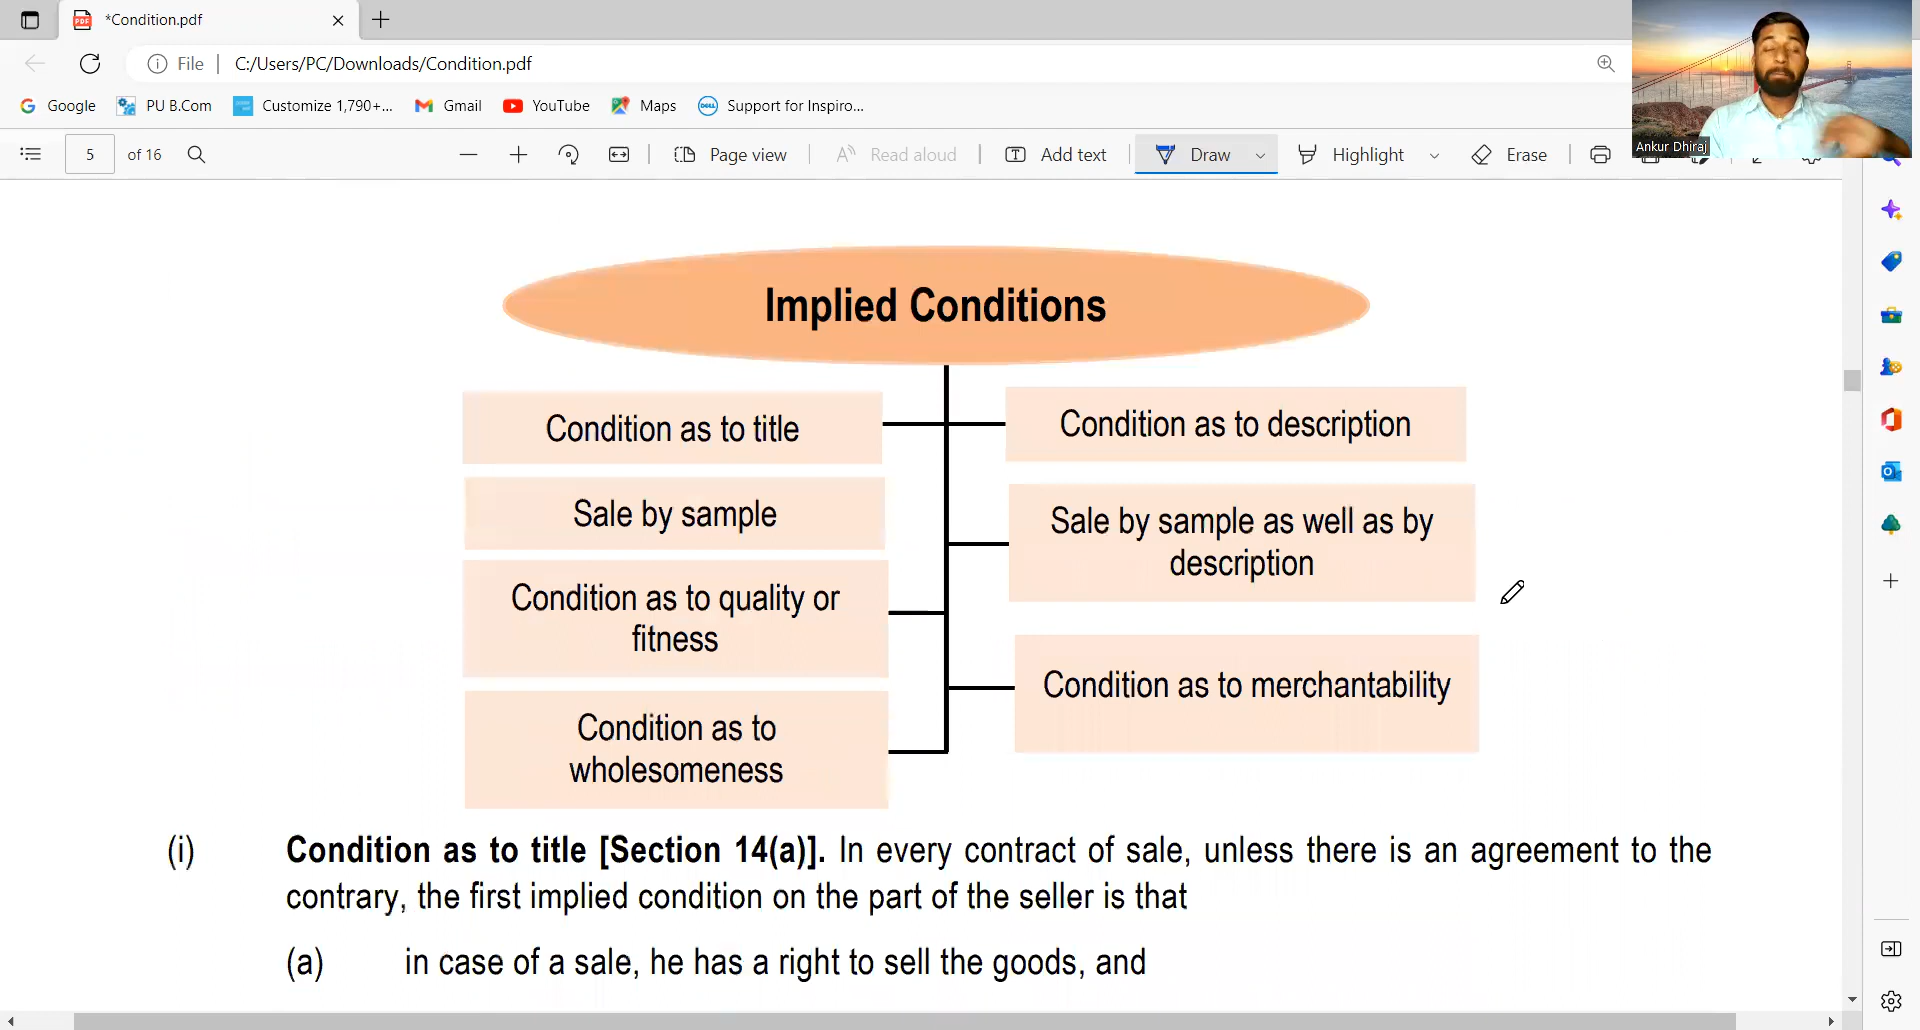 *Condition.pdf
File
C:/Users/PC/Downloads/Condition.pdf
Google
PU B.Com
Customize 1,790+...
Gmail
YouTube
Maps
Support for Inspiro...
5 of 16
Page view
Read aloud
Add text
Draw
Highlight
Erase
Ankur Dhiraj
Implied Conditions
Condition as to title
Condition as to description
Sale by sample
Sale by sample as well as by
description
Condition as to quality or
fitness
Condition as to merchantability
Condition as to
wholesomeness
(i) Condition as to title [Section 14(a)]. In every contract of sale, unless there is an agreement to the
contrary, the first implied condition on the part of the seller is that
(a) in case of a sale, he has a right to sell the goods, and